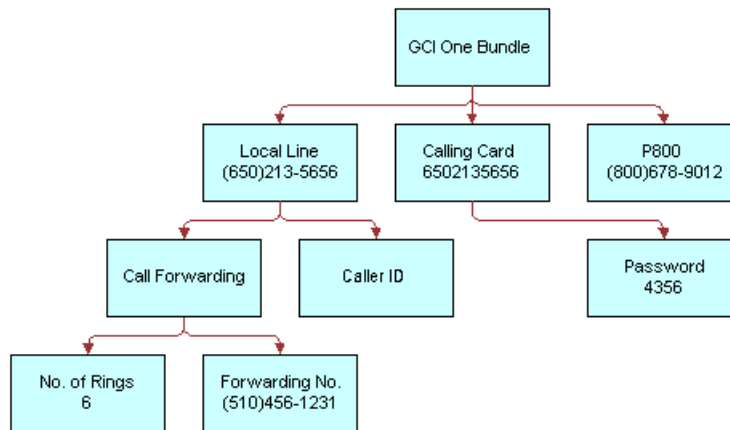 GCI One Bundle
Local Line
(650)213-5656
Calling Card
6502135656
P800
(800)678-9012
Call Forwarding
Caller ID
Password
4356
No. of Rings
6
Forwarding No.
(510)456-1231